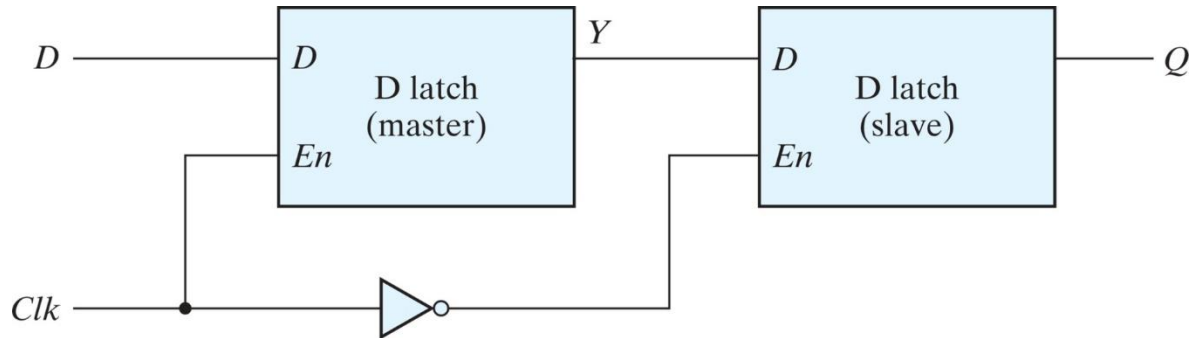 Y
D
D
D
Q
D latch
(master)
D latch
(slave)
En
En
Clk